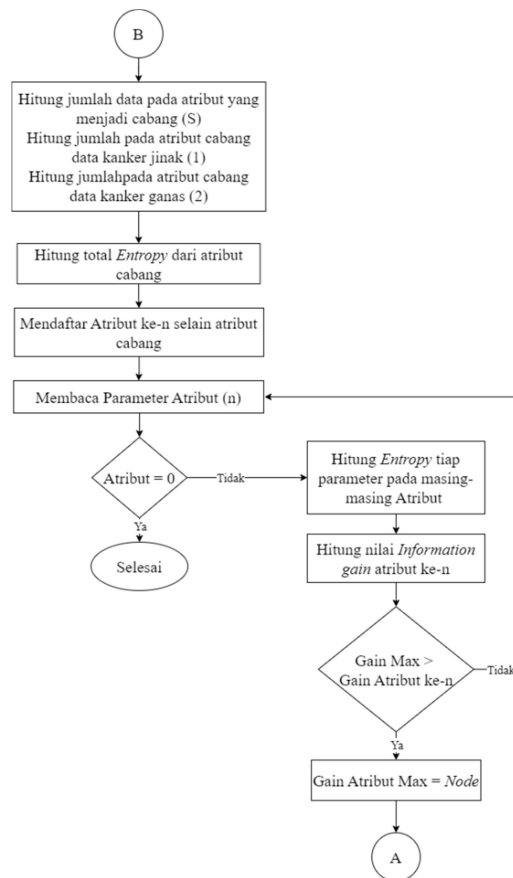 B
Hitung jumlah data pada atribut yang
menjadi cabang (S)
Hitung jumlah pada atribut cabang
data kanker jinak (1)
Hitung jumlahpada atribut cabang
data kanker ganas (2)
Hitung total Entropy dari atribut
cabang
Mendaftar Atribut ke-n selain atribut
cabang
Membaca Parameter Atribut (n)
Atribut = 0
Tidak
Hitung Entropy tiap
parameter pada masing-
masing Atribut
Ya
Selesai
Hitung nilai Information
gain atribut ke-n
Gain Max >
Gain Atribut ke-n
Tidak
Ya
Gain Atribut Max = Node
A